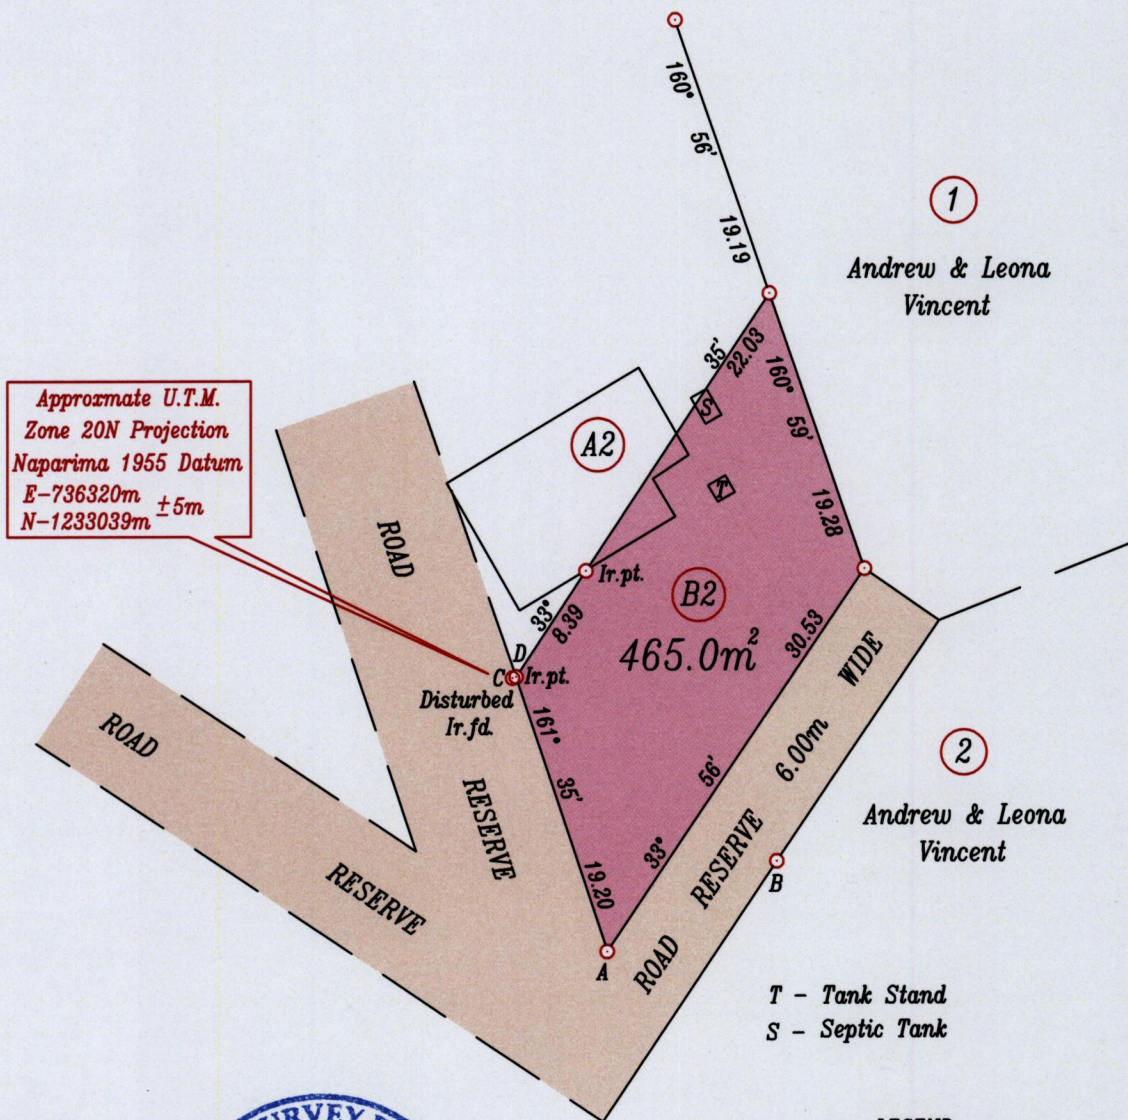 160° 56' 19.19
1
Andrew & Leona
Vincent
35'
22.03
160° 59' 19.28
Approxmate U.T.M.
Zone 20N Projection
Naparima 1955 Datum
E-736320m
N-1233039m ±5m
A2
S
T
ROAD
Ir.pt.
33°
8.39
B2
465.0m²
30.53
WIDE
D
C Ir.pt.
Disturbed
Ir.fd.
161° 35' 19.20
ROAD
RESERVE
RESERVE
56'
33°
6.00m
RESERVE
ROAD
2
Andrew & Leona
Vincent
B
A
T - Tank Stand
S - Septic Tank